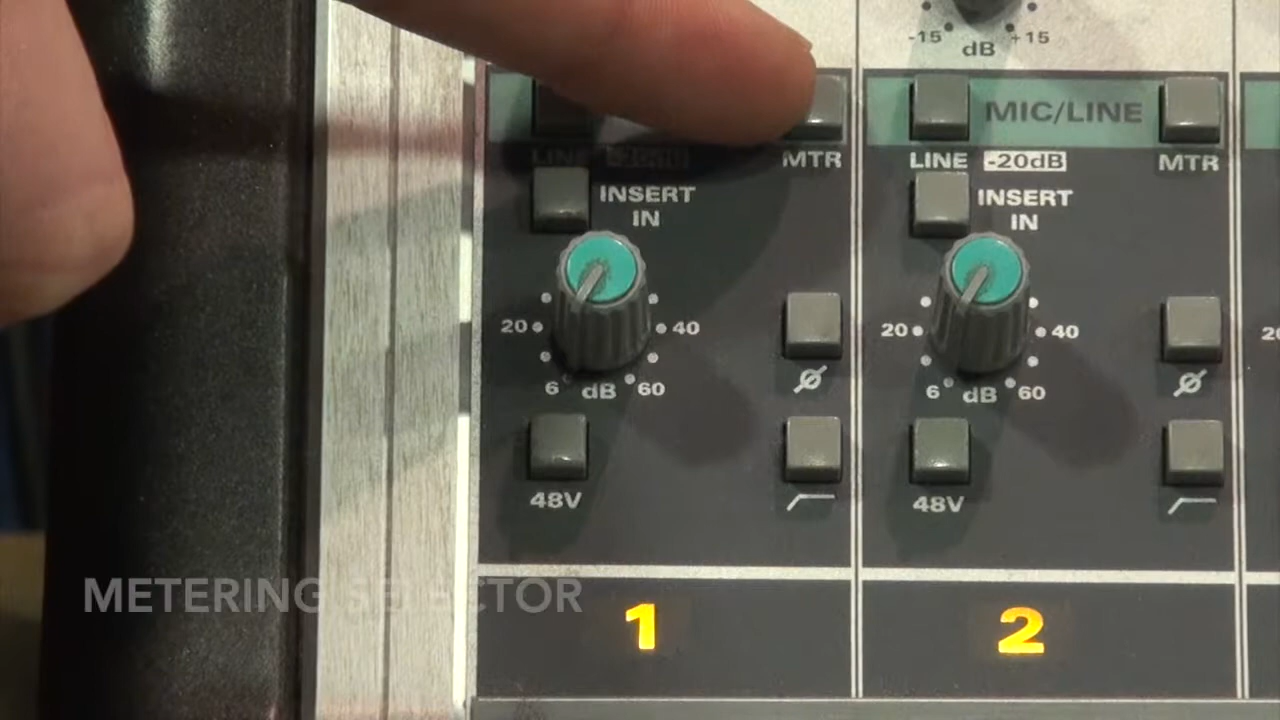 -15 dB +15
MIC/LINE
LINE -20dB MTR
LINE -20dB MTR
INSERT IN
INSERT IN
20 40
6 dB 60
20 40
6 dB 60
48V
48V
METERING SELECTOR
1
2